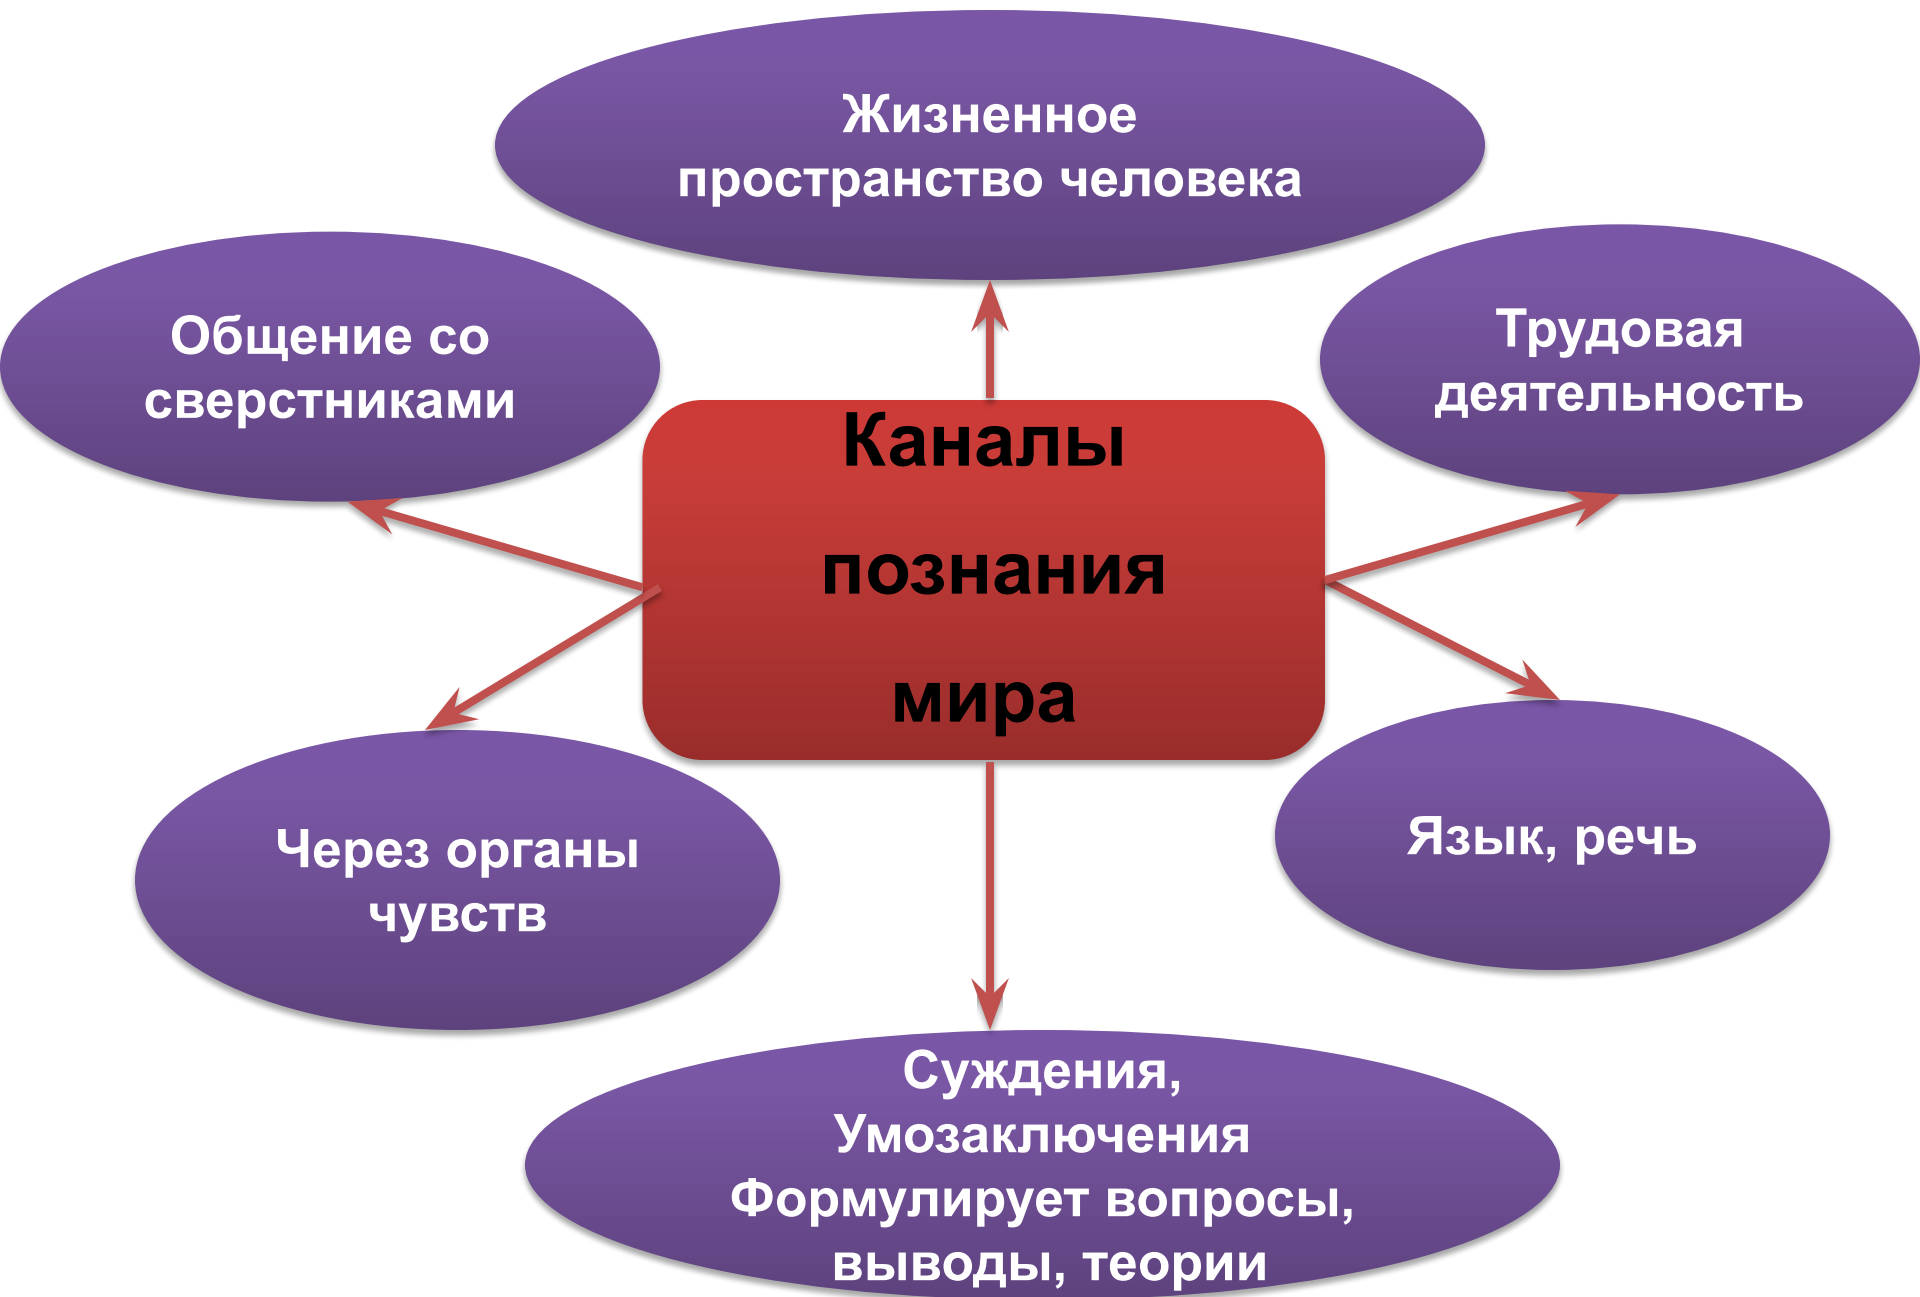 Жизненное
пространство человека
Общение со
сверстниками
Трудовая
деятельность
Каналы
познания
мира
Через органы
чувств
Язык, речь
Суждения,
Умозаключения
Формулирует вопросы,
выводы, теории